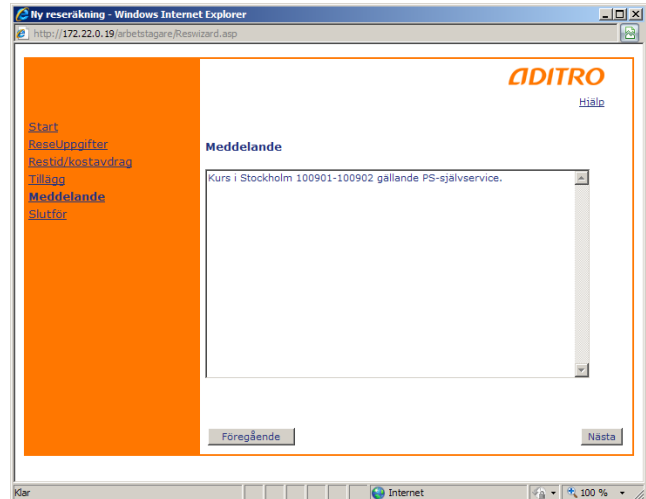 Ny reseräkning - Windows Internet Explorer
http://172.22.0.19/arbetstagare/Reswizard.asp
ADITRO
Hjälp
Start
ReseUppgifter
Restid/kostavdrag
Tillägg
Meddelande
Slutför
Meddelande
Kurs i Stockholm 100901-100902 gällande PS-självservice.
Föregående
Nästa
Klar
Internet
100 %